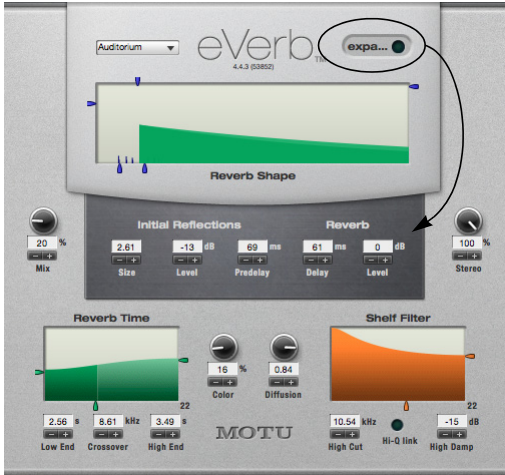 Auditorium
eVerb™
4.4.3 (53852)
expa...
Reverb Shape
Initial Reflections Reverb
20 % 2.61 -13 dB 69 ms 61 ms 0 dB 100 %
- + - + - + - + - + - + - +
Mix Size Level Predelay Delay Level Stereo
Reverb Time Shelf Filter
16 % 0.84
- + - +
Color Diffusion
22 22
2.56 s 8.61 kHz 3.49 s 10.54 kHz -15 dB
- + - + - + - + - +
Low End Crossover High End MOTU High Cut Hi-Q link High Damp